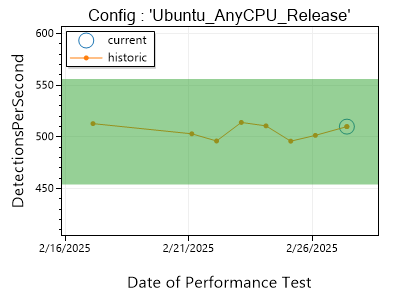 Config : 'Ubuntu_AnyCPU_Release'
current
historic
DetectionsPerSecond
600
550
500
450
2/16/2025
2/21/2025
2/26/2025
Date of Performance Test